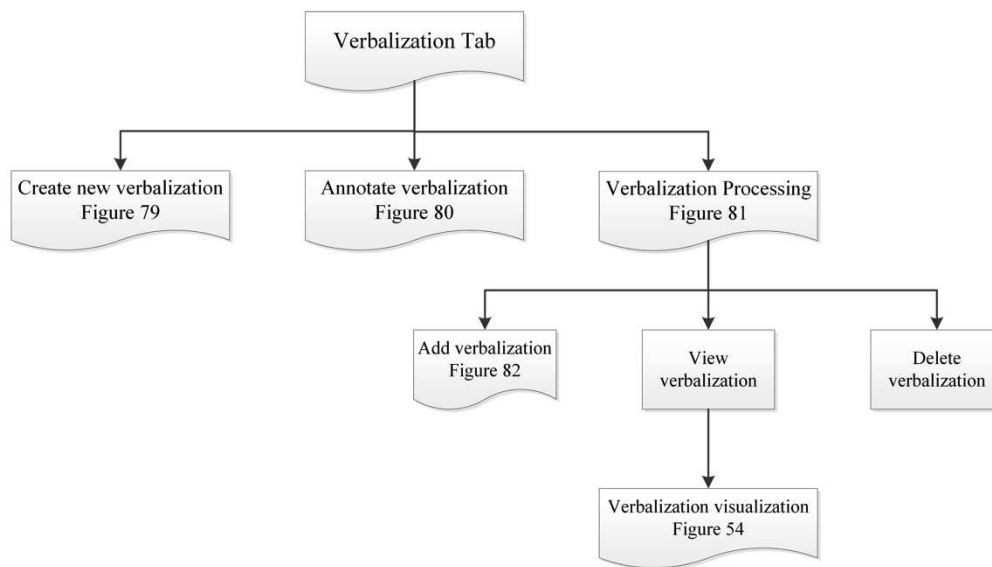 Verbalization Tab
Create new verbalization
Figure 79
Annotate verbalization
Figure 80
Verbalization Processing
Figure 81
Add verbalization
Figure 82
View
verbalization
Delete
verbalization
Verbalization visualization
Figure 54